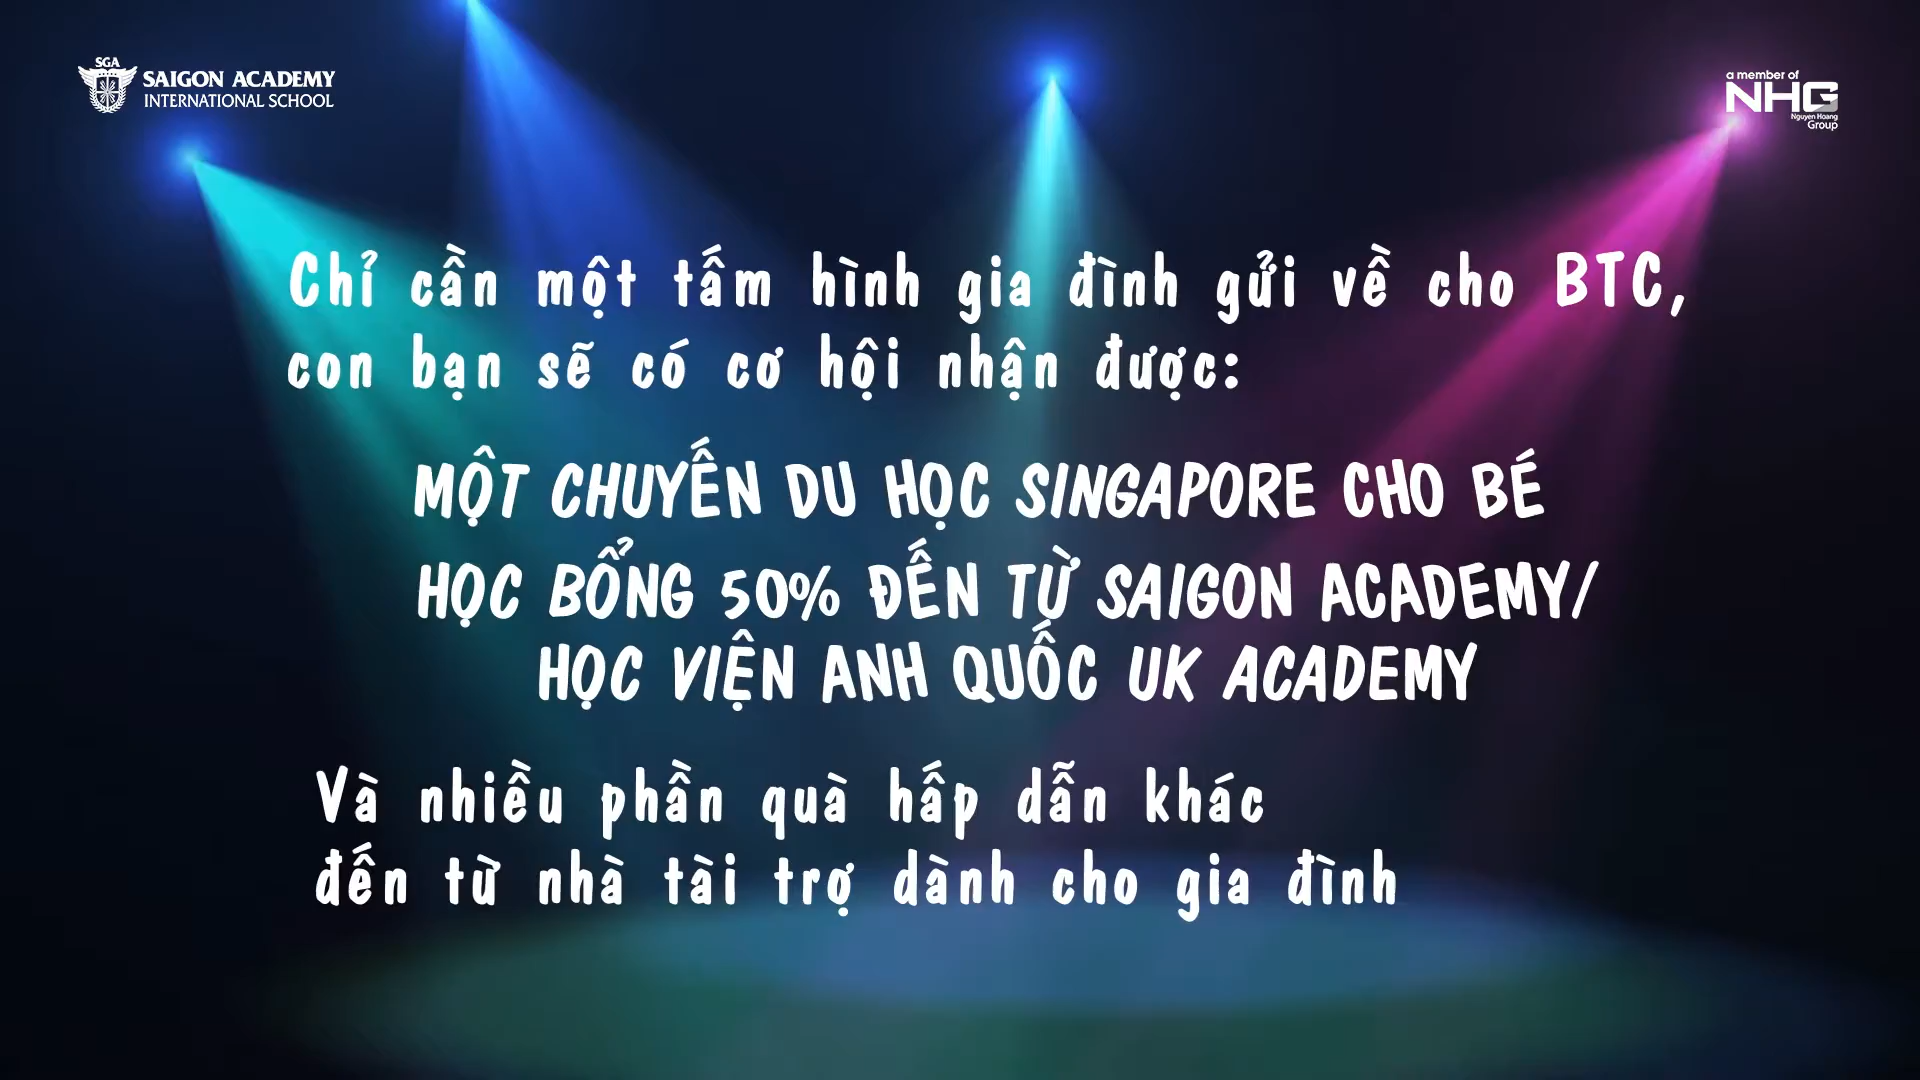 SGA
SAIGON ACADEMY
INTERNATIONAL SCHOOL
a member of
NHG
Nguyen Hoang
Group
Chỉ cần một tấm hình gia đình gửi về cho BTC,
con bạn sẽ có cơ hội nhận được:
MỘT CHUYẾN DU HỌC SINGAPORE CHO BÉ
HỌC BỔNG 50% ĐẾN TỪ SAIGON ACADEMY/
HỌC VIỆN ANH QUỐC UK ACADEMY
Và nhiều phần quà hấp dẫn khác
đến từ nhà tài trợ dành cho gia đình